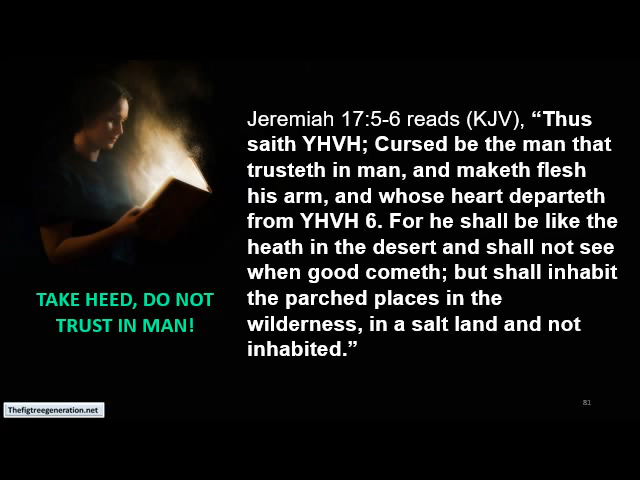 Jeremiah 17:5-6 reads (KJV), “Thus
saith YHVH; Cursed be the man that
trusteth in man, and maketh flesh
his arm, and whose heart departeth
from YHVH 6. For he shall be like the
heath in the desert and shall not see
when good cometh; but shall inhabit
the parched places in the
wilderness, in a salt land and not
inhabited.”
TAKE HEED, DO NOT
TRUST IN MAN!
81
Thefigtreegeneration.net